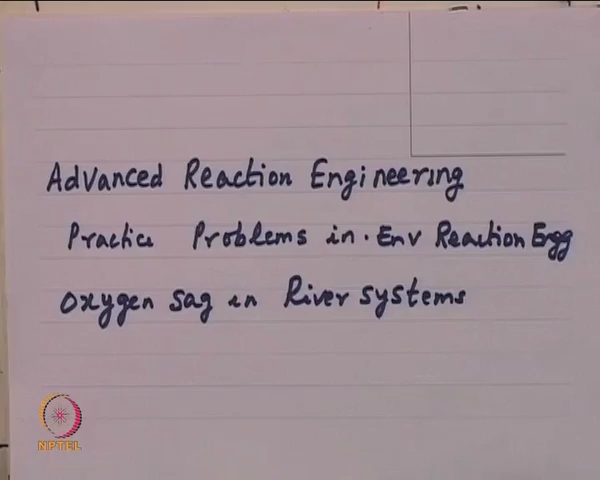 Advanced Reaction Engineering
Practice Problems in. Env Reaction Engg
Oxygen sag in River systems
NPTEL